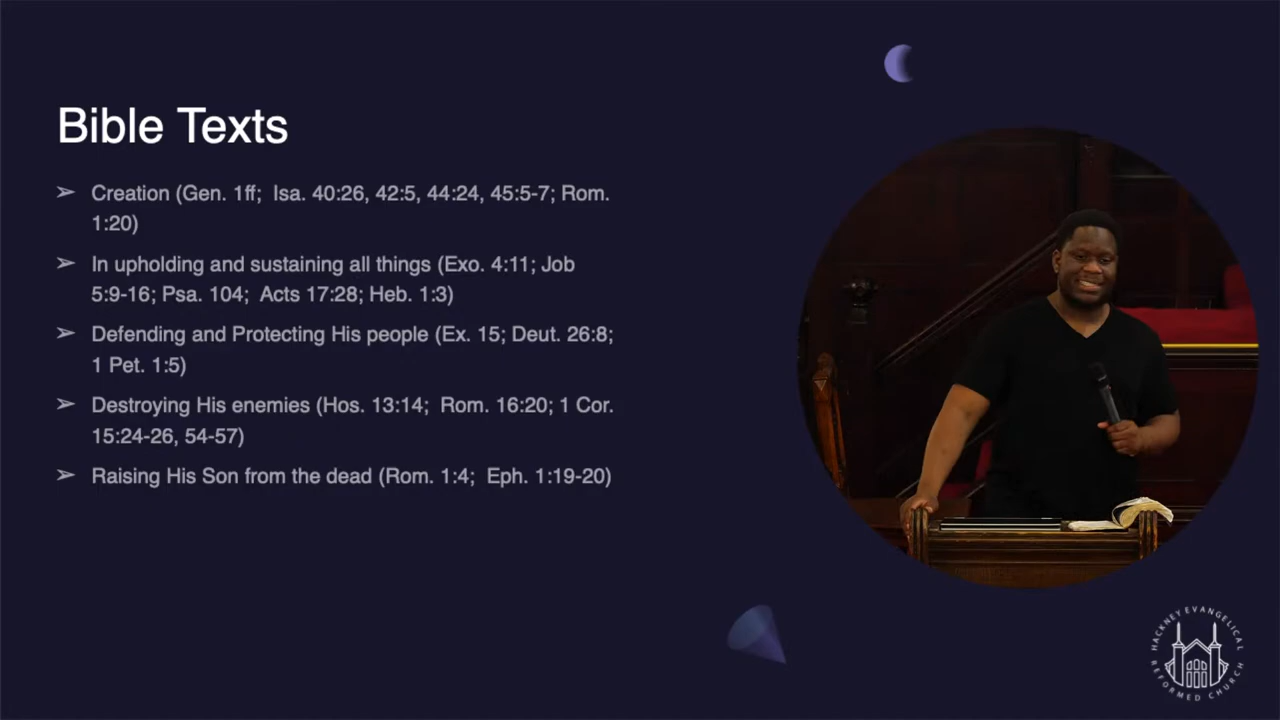 Bible Texts
➢ Creation (Gen. 1ff;  Isa. 40:26, 42:5, 44:24, 45:5-7; Rom.
1:20)
➢ In upholding and sustaining all things (Exo. 4:11; Job
5:9-16; Psa. 104;  Acts 17:28; Heb. 1:3)
➢ Defending and Protecting His people (Ex. 15; Deut. 26:8;
1 Pet. 1:5)
➢ Destroying His enemies (Hos. 13:14;  Rom. 16:20; 1 Cor.
15:24-26, 54-57)
➢ Raising His Son from the dead (Rom. 1:4;  Eph. 1:19-20)
HACKNEY EVANGELICAL
REFORMED CHURCH